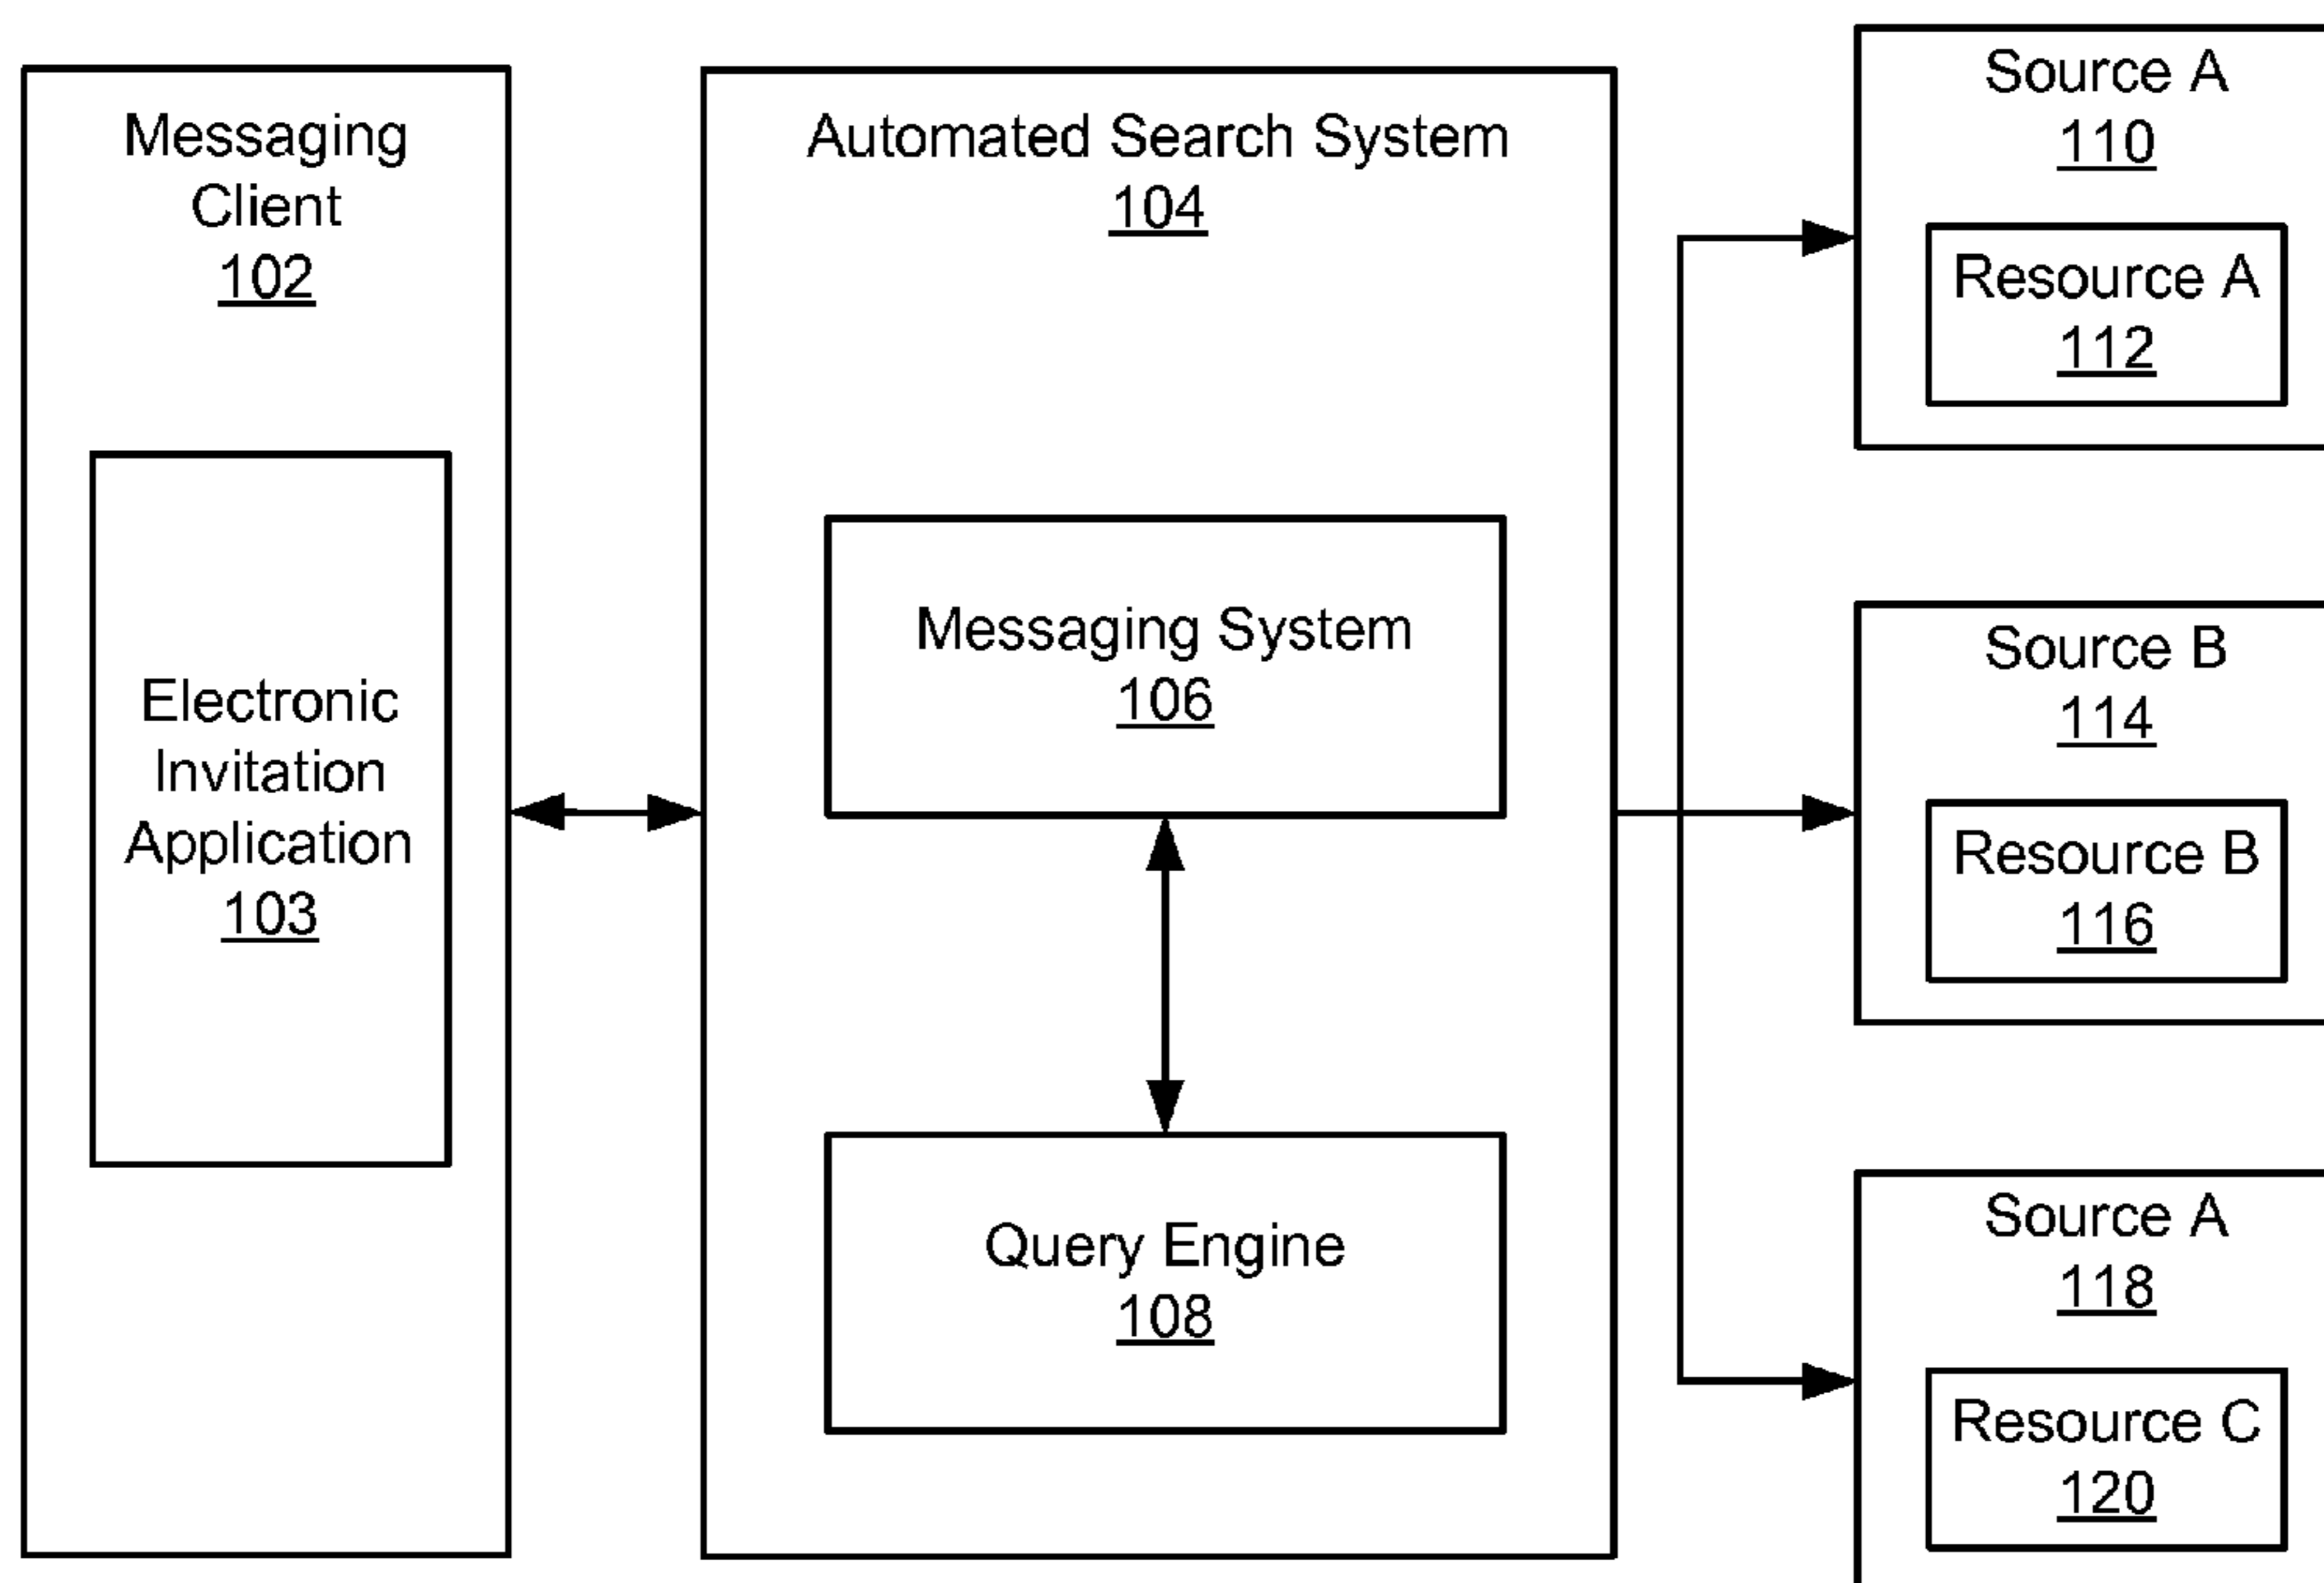 Messaging
Client
102
Electronic
Invitation
Application
103
Automated Search System
104
Messaging System
106
Query Engine
108
Source A
110
Resource A
112
Source B
114
Resource B
116
Source A
118
Resource C
120